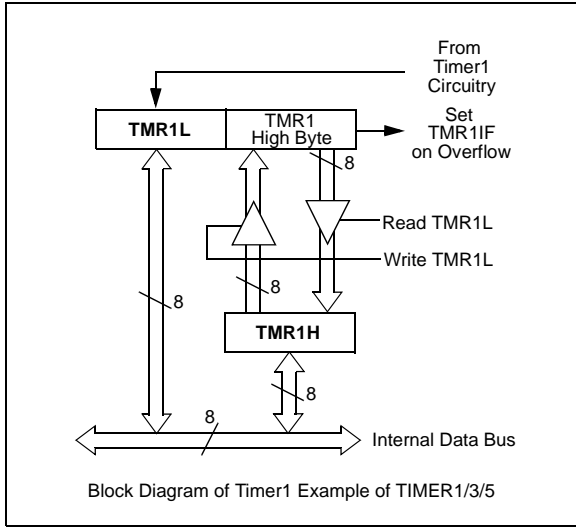 From
Timer1
Circuitry
TMR1L
TMR1
High Byte
Set
TMR1IF
on Overflow
8
Read TMR1L
Write TMR1L
8
8
TMR1H
8
8
Internal Data Bus
Block Diagram of Timer1 Example of TIMER1/3/5